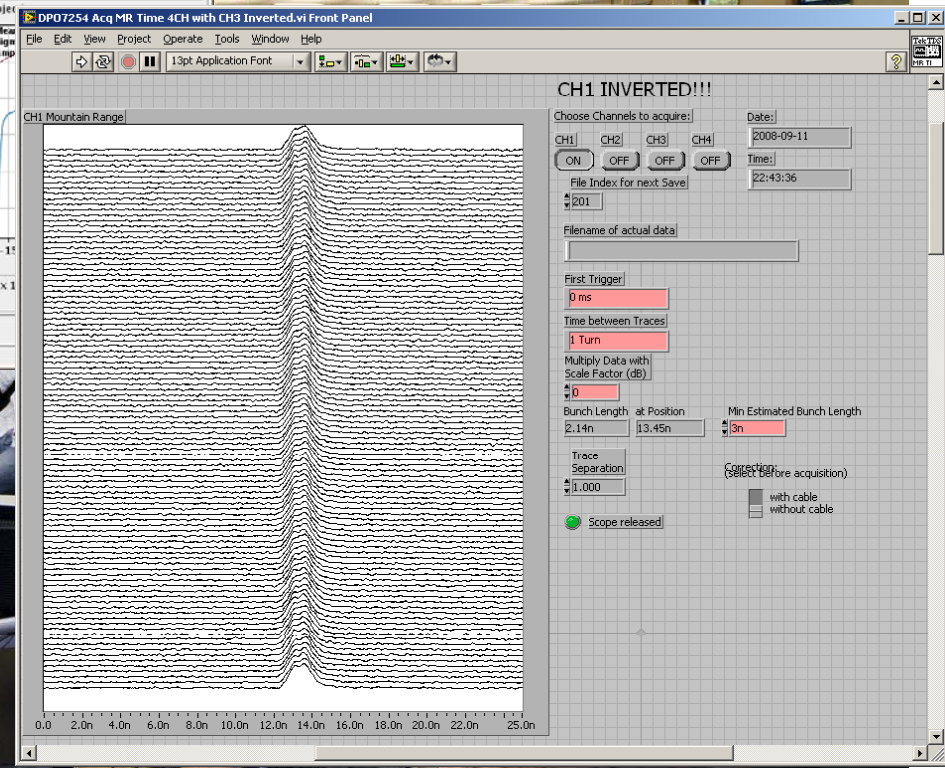 DPO7254 Acq MR Time 4CH with CH3 Inverted.vi Front Panel
File Edit View Project Operate Tools Window Help
13pt Application Font
Tek TDS
MR TI
CH1 INVERTED!!!
CH1 Mountain Range
Choose Channels to acquire:
Date:
2008-09-11
CH1 CH2 CH3 CH4
ON OFF OFF OFF
Time:
22:43:36
File Index for next Save
201
Filename of actual data
First Trigger
0 ms
Time between Traces
1 Turn
Multiply Data with
Scale Factor (dB)
0
Bunch Length at Position Min Estimated Bunch Length
2.14n 13.45n 3n
Trace
Separation
1.000
Correction:
(select before acquisition)
with cable
without cable
Scope released
0.0 2.0n 4.0n 6.0n 8.0n 10.0n 12.0n 14.0n 16.0n 18.0n 20.0n 22.0n 25.0n